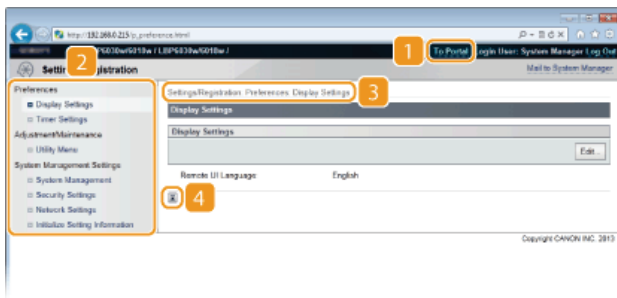 http://192.168.0.215/p_preference.html
LBP6030w/6018w / LBP6030w/6018w /
1
To Portal Login User: System Manager Log Out
2
Mail to System Manager
Preferences
Display Settings
Timer Settings
Adjustment/Maintenance
Utility Menu
System Management Settings
System Management
Security Settings
Network Settings
Initialize Setting Information
Settings/Registration: Preferences: Display Settings
3
Display Settings
Display Settings
Edit...
Remote UI Language English
4
Copyright CANON INC. 2013